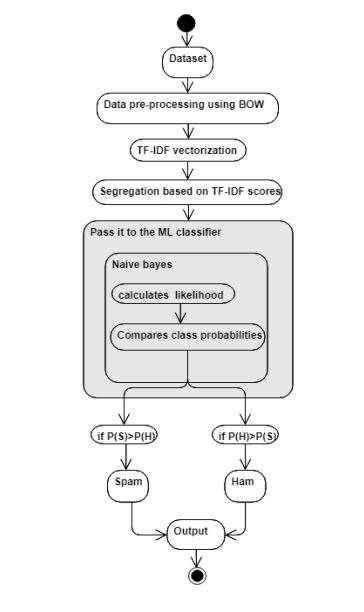 Dataset
Data pre-processing using BOW
TF-IDF vectorization
Segregation based on TF-IDF scores
Pass it to the ML classifier
Naive bayes
calculates likelihood
Compares class probabilities
if P(S)>P(H)
if P(H)>P(S)
Spam
Ham
Output